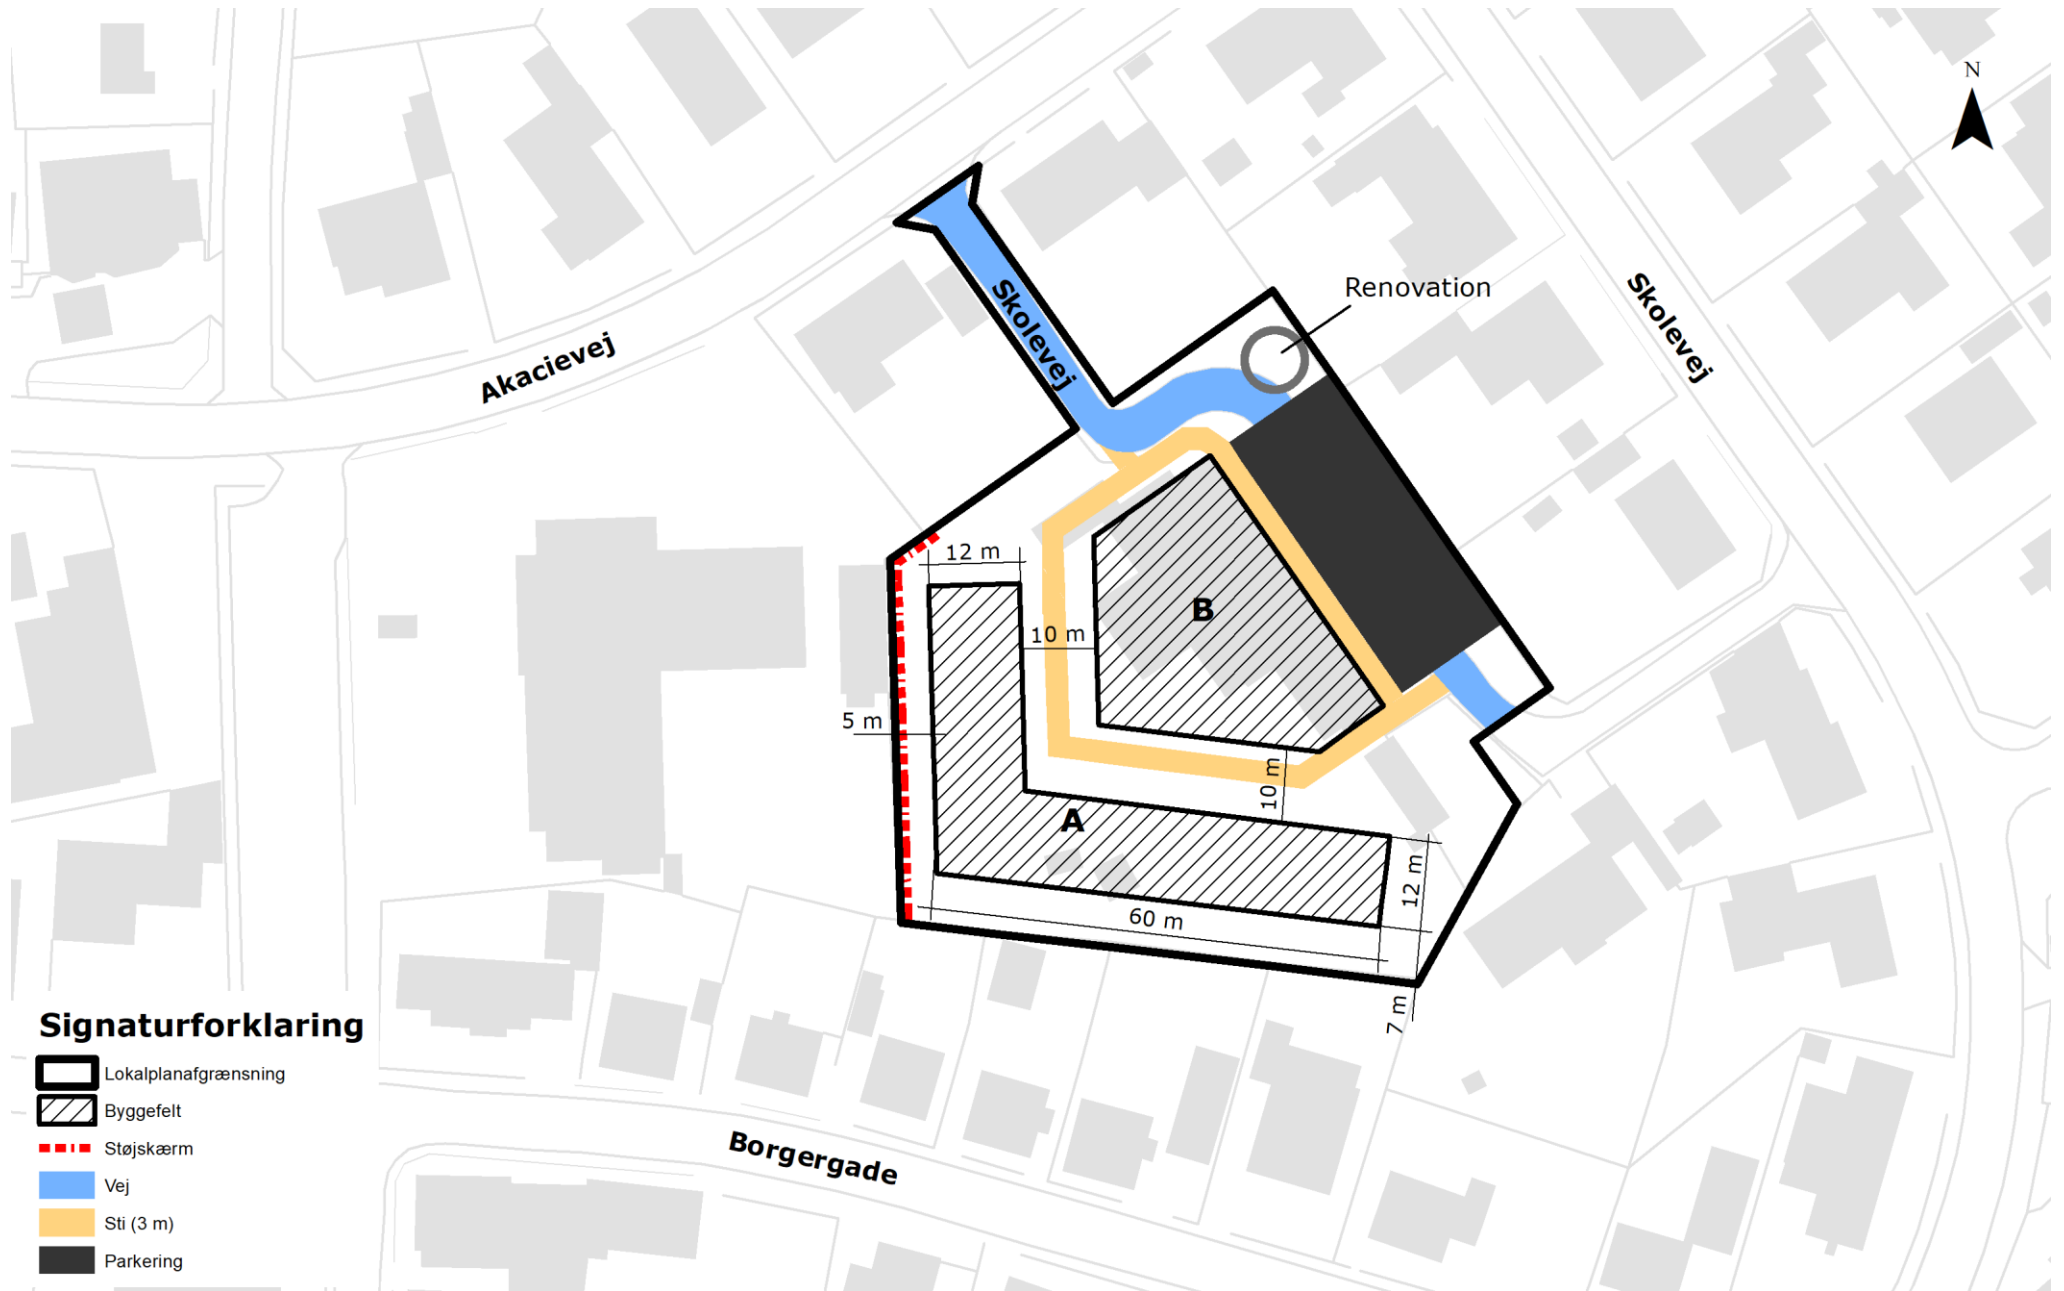 N
Renovation
Skolevej
Skolevej
Akacievej
12 m
10 m
B
5 m
10 m
A
12 m
60 m
7 m
Borgergade
Signaturforklaring
Lokalplanafgrænsning
Byggefelt
Støjskærm
Vej
Sti (3 m)
Parkering